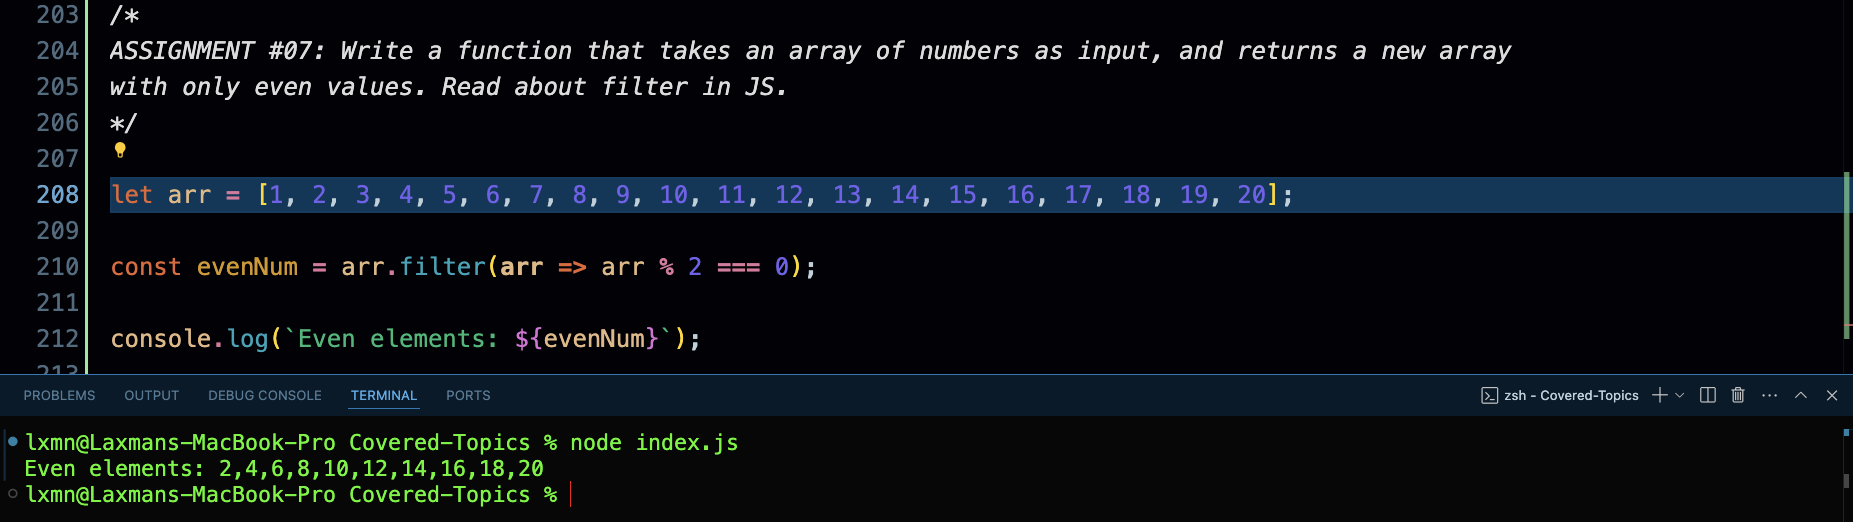 203 /*
204 ASSIGNMENT #07: Write a function that takes an array of numbers as input, and returns a new array
205 with only even values. Read about filter in JS.
206 */
207
208 let arr = [1, 2, 3, 4, 5, 6, 7, 8, 9, 10, 11, 12, 13, 14, 15, 16, 17, 18, 19, 20];
209
210 const evenNum = arr.filter(arr => arr % 2 === 0);
211
212 console.log(`Even elements: ${evenNum}`);
213
PROBLEMS OUTPUT DEBUG CONSOLE TERMINAL PORTS zsh - Covered-Topics
lxmn@Laxmans-MacBook-Pro Covered-Topics % node index.js
Even elements: 2,4,6,8,10,12,14,16,18,20
lxmn@Laxmans-MacBook-Pro Covered-Topics %